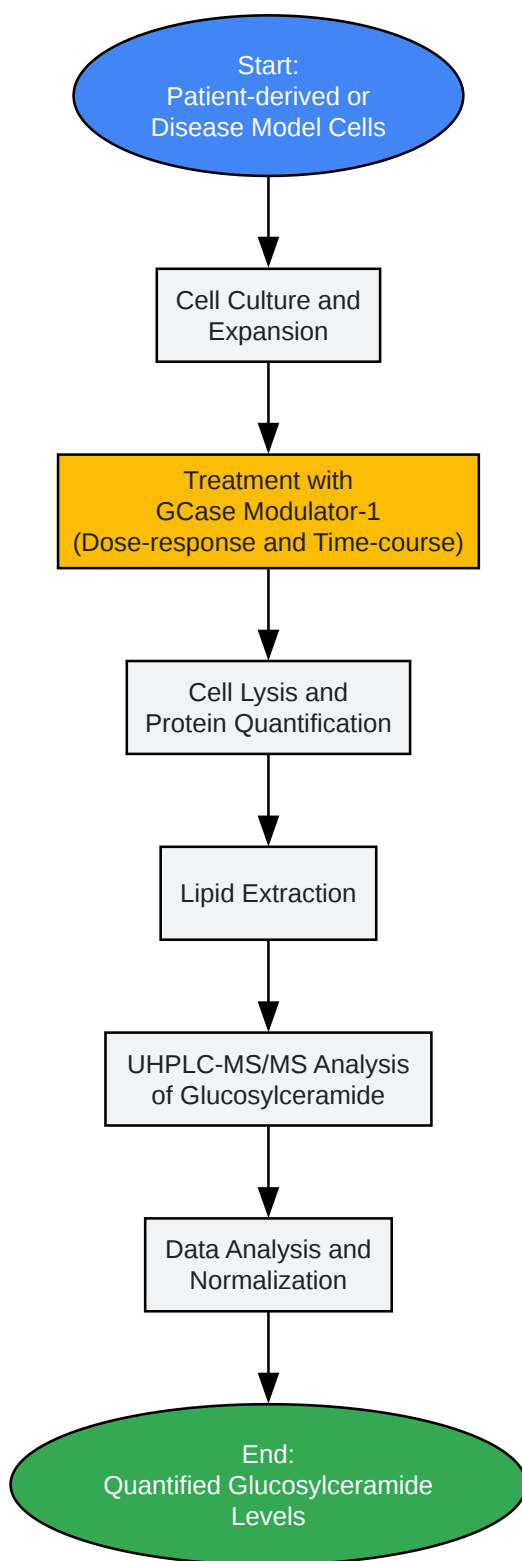 Start:
Patient-derived or
Disease Model Cells
Cell Culture and
Expansion
Treatment with
GCase Modulator-1
(Dose-response and Time-course)
Cell Lysis and
Protein Quantification
Lipid Extraction
UHPLC-MS/MS Analysis
of Glucosylceramide
Data Analysis and
Normalization
End:
Quantified Glucosylceramide
Levels